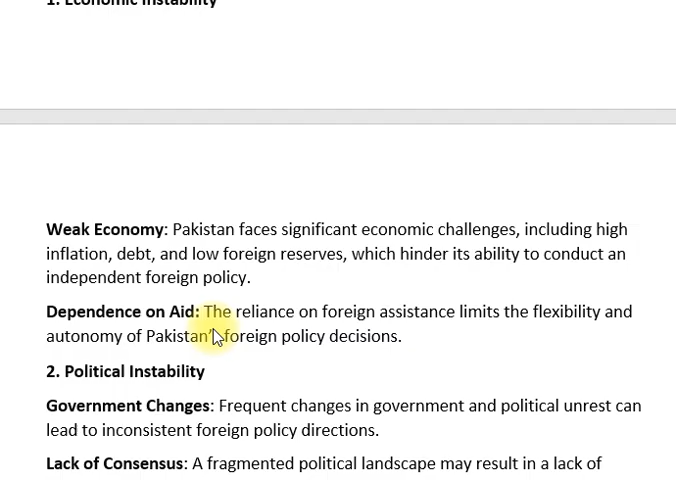 1. Economic Instability
Weak Economy: Pakistan faces significant economic challenges, including high
inflation, debt, and low foreign reserves, which hinder its ability to conduct an
independent foreign policy.
Dependence on Aid: The reliance on foreign assistance limits the flexibility and
autonomy of Pakistan's foreign policy decisions.
2. Political Instability
Government Changes: Frequent changes in government and political unrest can
lead to inconsistent foreign policy directions.
Lack of Consensus: A fragmented political landscape may result in a lack of